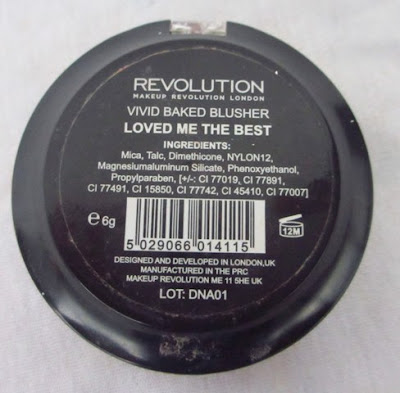 REVOLUTION
MAKEUP REVOLUTION LONDON
VIVID BAKED BLUSHER
LOVED ME THE BEST
INGREDIENTS:
Mica, Talc, Dimethicone, NYLON12,
Magnesiumaluminum Silicate, Phenoxyethanol,
Propylparaben, [+/-: CI 77019, CI 77891,
CI 77491, CI 15850, CI 77742, CI 45410, CI 77007]
e 6g
12M
5 029066 014115
DESIGNED AND DEVELOPED IN LONDON,UK
MANUFACTURED IN THE PRC
MAKEUP REVOLUTION ME 11 5HE UK
LOT: DNA01